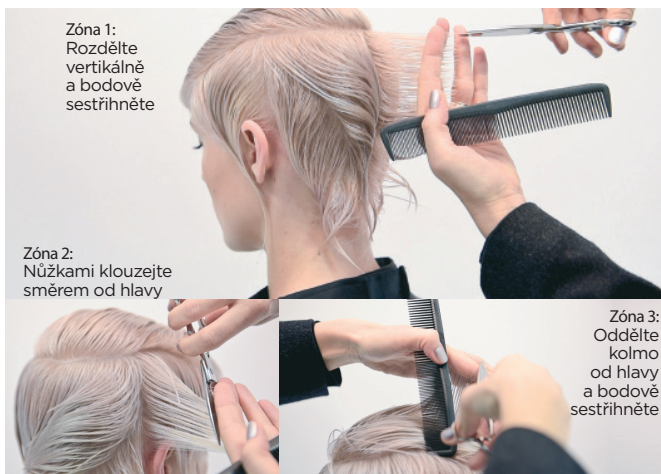 Zóna 1:
Rozdělte
vertikálně
a bodově
sestřihněte
Zóna 2:
Nůžkami klouzejte
směrem od hlavy
Zóna 3:
Oddělte
kolmo
od hlavy
a bodově
sestřihněte